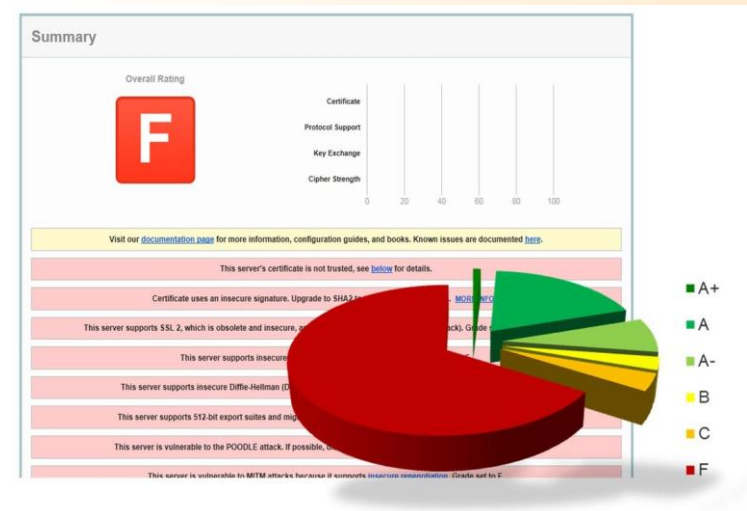 Summary
Overall Rating
F
Certificate
Protocol Support
Key Exchange
Cipher Strength
0 20 40 60 80 100
Visit our documentation page for more information, configuration guides, and books. Known issues are documented here.
This server's certificate is not trusted, see below for details.
Certificate uses an insecure signature. Upgrade to SHA2 MORE INFO
This server supports SSL 2, which is obsolete and insecure, Grade
This server supports insecure
This server supports insecure Diffie-Hellman
This server supports 512-bit export suites and
This server is vulnerable to the POODLE attack. If possible,
This server is vulnerable to MITM attacks because it supports insecure renegotiation. Grade set to F.
A+
A
A-
B
C
F